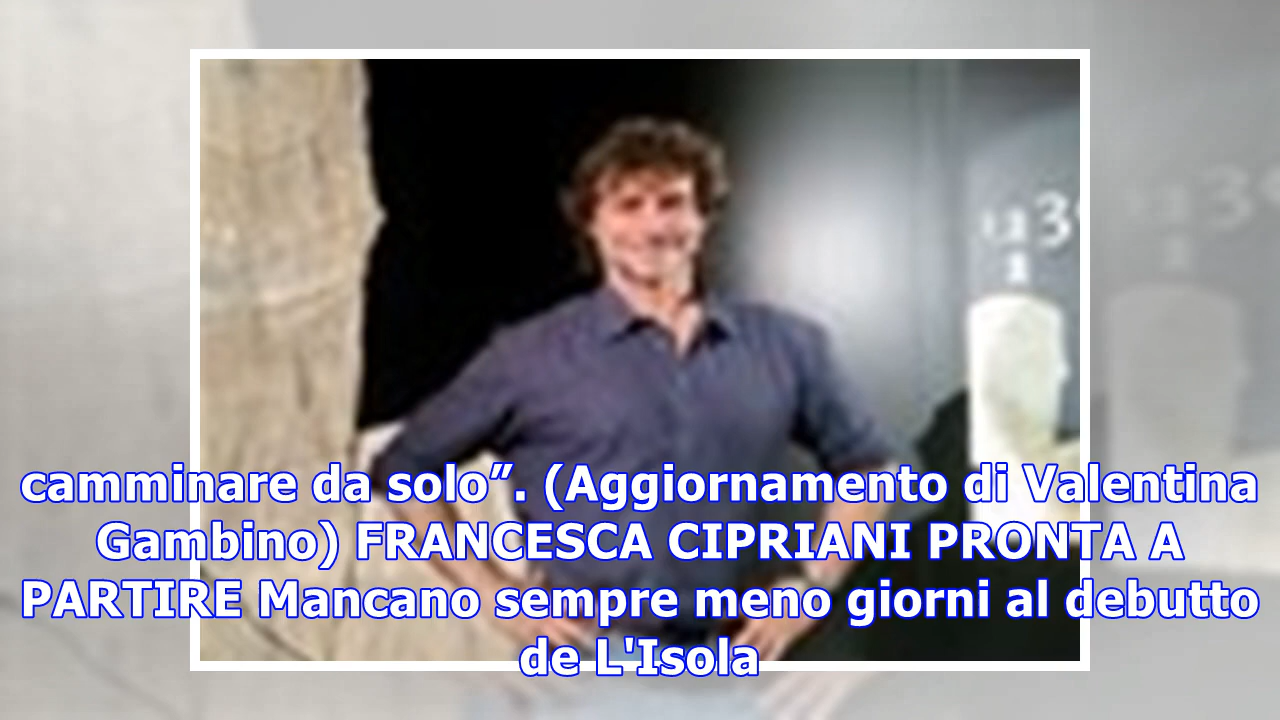 39
camminare da solo”. (Aggiornamento di Valentina
Gambino) FRANCESCA CIPRIANI PRONTA A
PARTIRE Mancano sempre meno giorni al debutto
de L'Isola